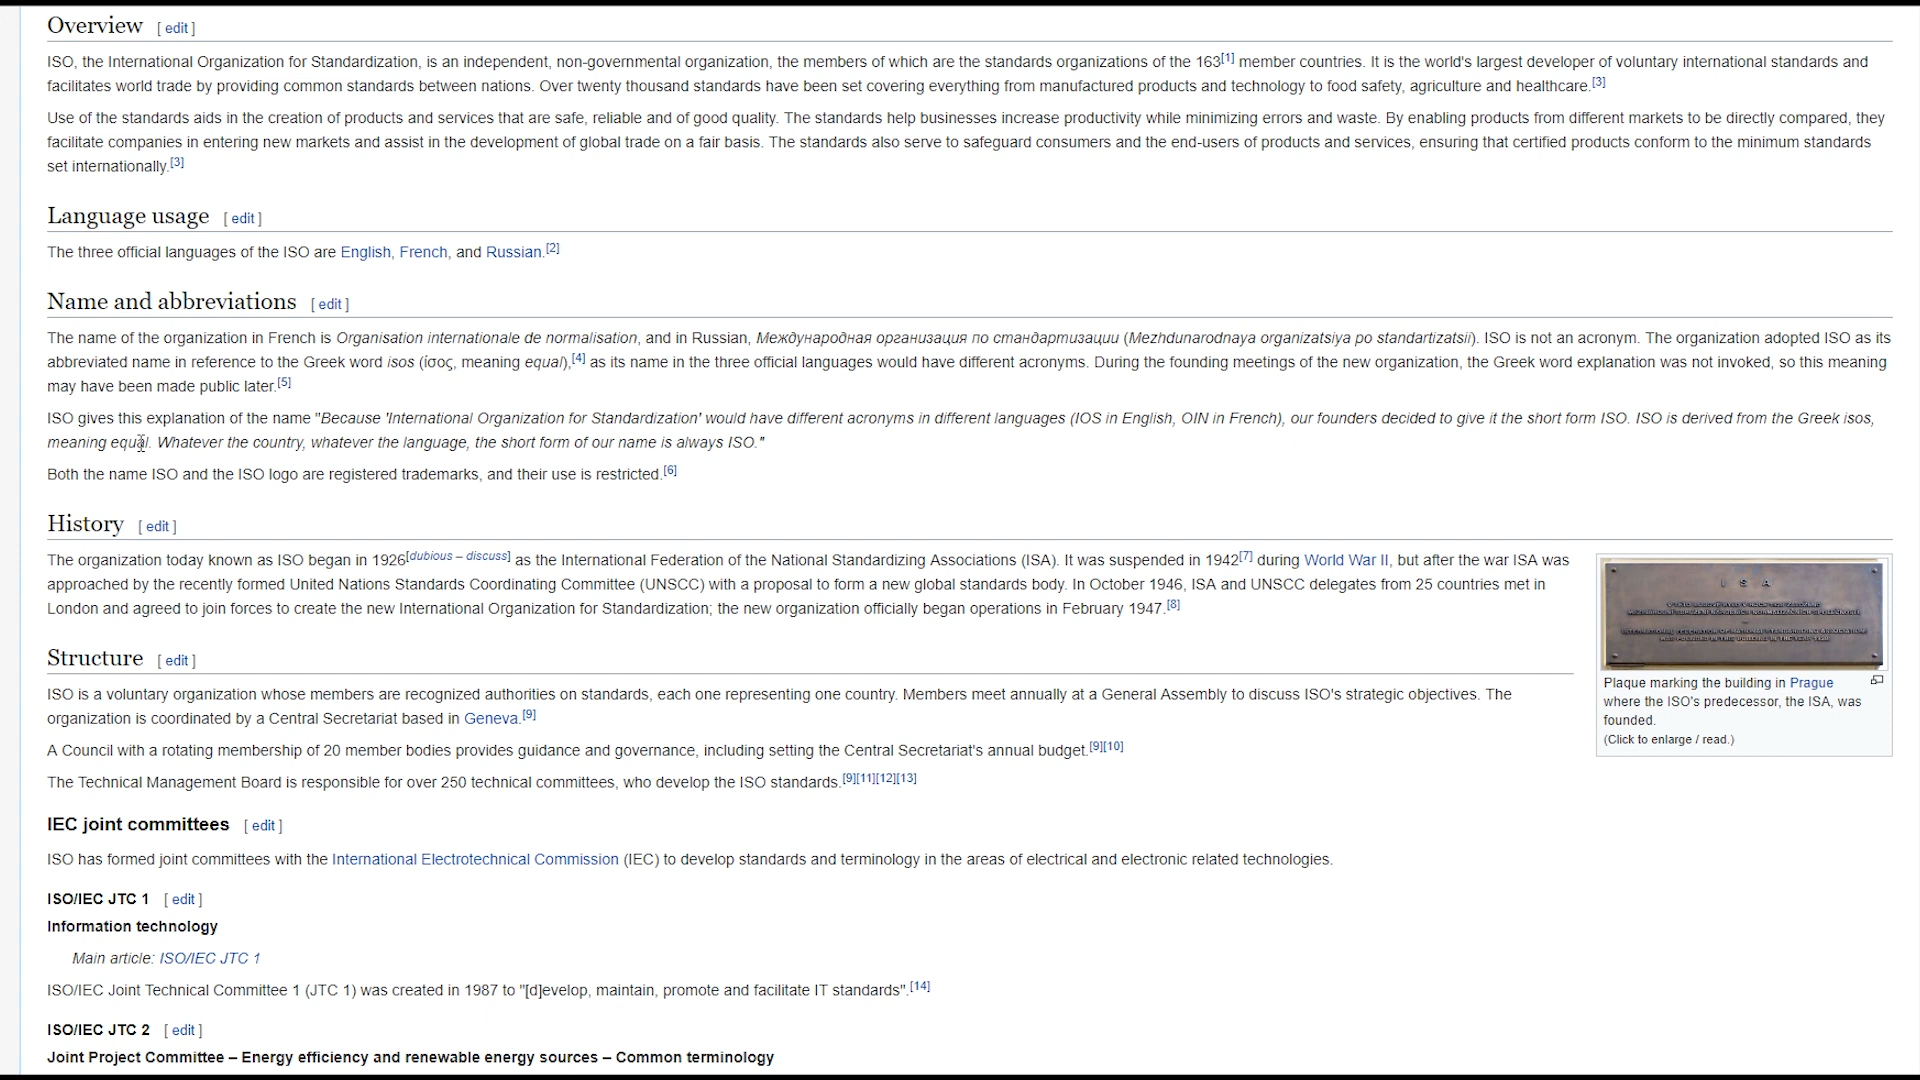 Overview [ edit ]
ISO, the International Organization for Standardization, is an independent, non-governmental organization, the members of which are the standards organizations of the 163[1] member countries. It is the world's largest developer of voluntary international standards and
facilitates world trade by providing common standards between nations. Over twenty thousand standards have been set covering everything from manufactured products and technology to food safety, agriculture and healthcare.[3]
Use of the standards aids in the creation of products and services that are safe, reliable and of good quality. The standards help businesses increase productivity while minimizing errors and waste. By enabling products from different markets to be directly compared, they
facilitate companies in entering new markets and assist in the development of global trade on a fair basis. The standards also serve to safeguard consumers and the end-users of products and services, ensuring that certified products conform to the minimum standards
set internationally.[3]
Language usage [ edit ]
The three official languages of the ISO are English, French, and Russian.[2]
Name and abbreviations [ edit ]
The name of the organization in French is Organisation internationale de normalisation, and in Russian, Международная организация по стандартизации (Mezhdunarodnaya organizatsiya po standartizatsii). ISO is not an acronym. The organization adopted ISO as its
abbreviated name in reference to the Greek word isos (ίσος, meaning equal),[4] as its name in the three official languages would have different acronyms. During the founding meetings of the new organization, the Greek word explanation was not invoked, so this meaning
may have been made public later.[5]
ISO gives this explanation of the name "Because 'International Organization for Standardization' would have different acronyms in different languages (IOS in English, OIN in French), our founders decided to give it the short form ISO. ISO is derived from the Greek isos,
meaning equal. Whatever the country, whatever the language, the short form of our name is always ISO."
Both the name ISO and the ISO logo are registered trademarks, and their use is restricted.[6]
History [ edit ]
The organization today known as ISO began in 1926[dubious – discuss] as the International Federation of the National Standardizing Associations (ISA). It was suspended in 1942[7] during World War II, but after the war ISA was
approached by the recently formed United Nations Standards Coordinating Committee (UNSCC) with a proposal to form a new global standards body. In October 1946, ISA and UNSCC delegates from 25 countries met in
London and agreed to join forces to create the new International Organization for Standardization; the new organization officially began operations in February 1947.[8]
I S A
Plaque marking the building in Prague
where the ISO's predecessor, the ISA, was
founded.
(Click to enlarge / read.)
Structure [ edit ]
ISO is a voluntary organization whose members are recognized authorities on standards, each one representing one country. Members meet annually at a General Assembly to discuss ISO's strategic objectives. The
organization is coordinated by a Central Secretariat based in Geneva.[9]
A Council with a rotating membership of 20 member bodies provides guidance and governance, including setting the Central Secretariat's annual budget.[9][10]
The Technical Management Board is responsible for over 250 technical committees, who develop the ISO standards.[9][11][12][13]
IEC joint committees [ edit ]
ISO has formed joint committees with the International Electrotechnical Commission (IEC) to develop standards and terminology in the areas of electrical and electronic related technologies.
ISO/IEC JTC 1 [ edit ]
Information technology
Main article: ISO/IEC JTC 1
ISO/IEC Joint Technical Committee 1 (JTC 1) was created in 1987 to "[d]evelop, maintain, promote and facilitate IT standards".[14]
ISO/IEC JTC 2 [ edit ]
Joint Project Committee – Energy efficiency and renewable energy sources – Common terminology